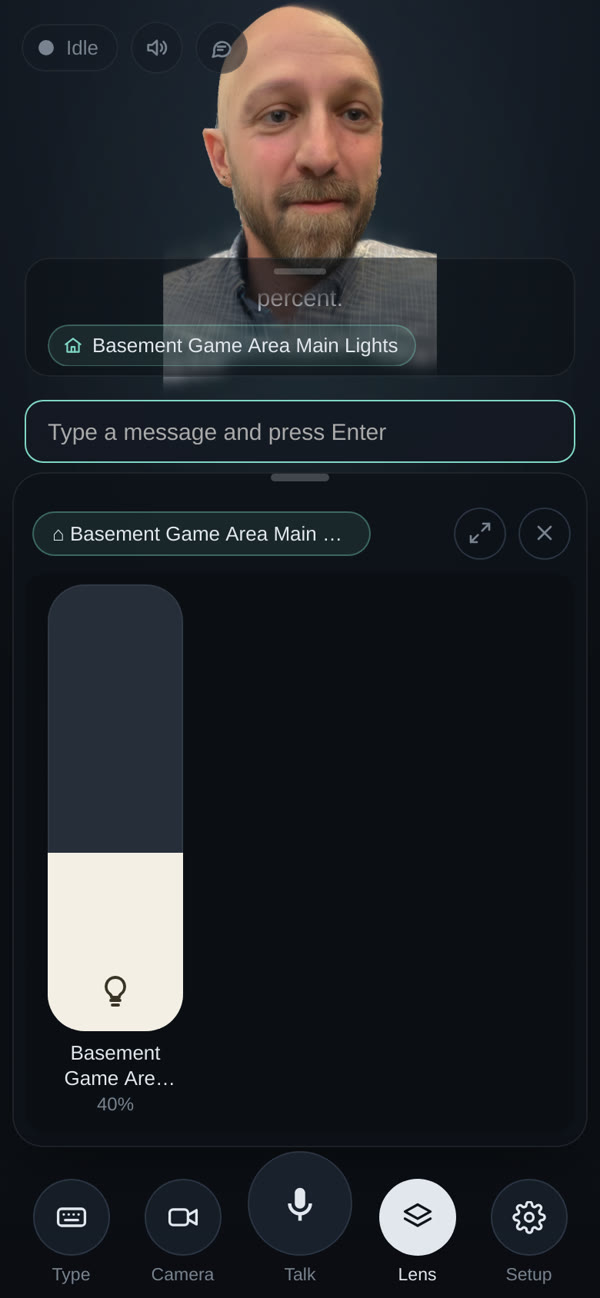 Idle
percent.
Basement Game Area Main Lights
Type a message and press Enter
Basement Game Area Main …
Basement
Game Are…
40%
Type
Camera
Talk
Lens
Setup